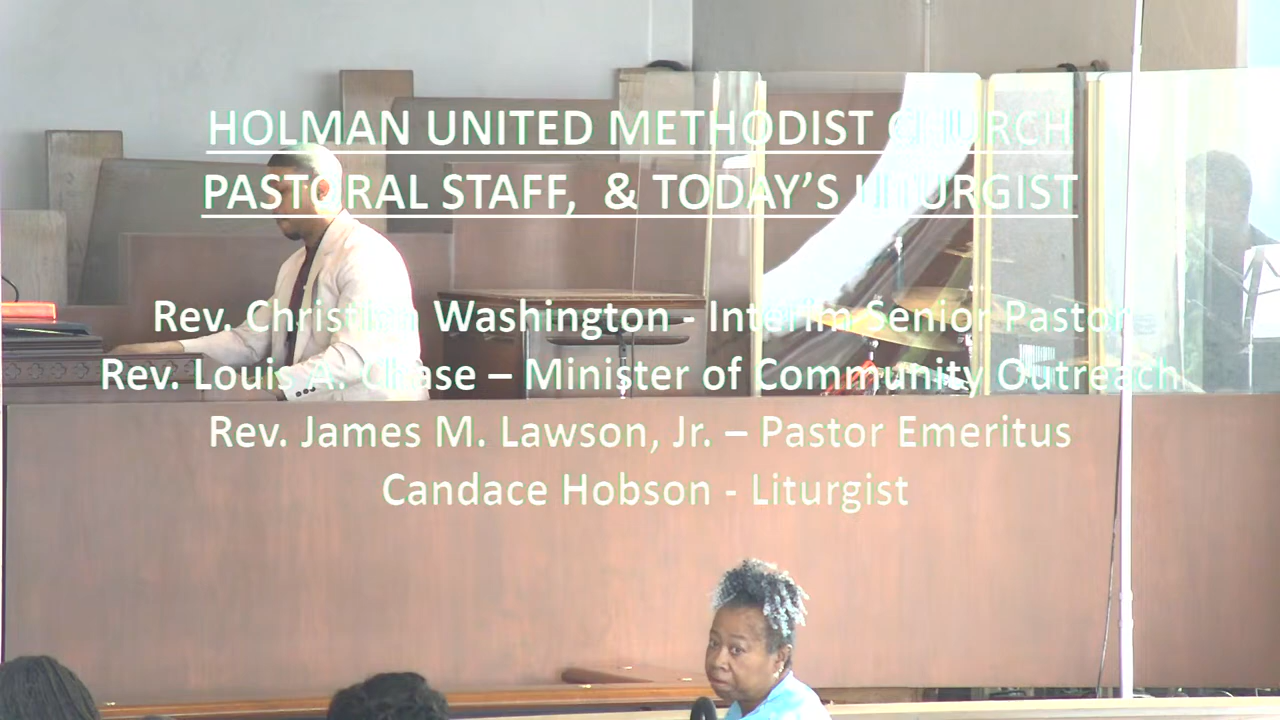 HOLMAN UNITED METHODIST CHURCH
PASTORAL STAFF, & TODAY’S LITURGIST
Rev. Christian Washington - Interim Senior Pastor
Rev. Louis A. Chase – Minister of Community Outreach
Rev. James M. Lawson, Jr. – Pastor Emeritus
Candace Hobson - Liturgist